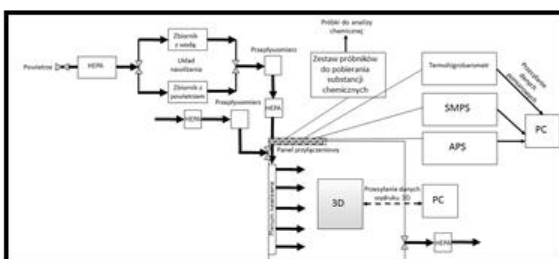 Próbki do analizy
chemicznej
Zbiornik
z wodą
Przepływomierz
Powietrze
HEPA
Układ
nawilżania
Zestaw próbników
do pobierania
substancji
chemicznych
Termohigrobarometr
Przesyłanie
danych
pomiarowych
Zbiornik z
powietrzem
Przepływomierz
SMPS
PC
HEPA
HEPA
Panel przyłączeniowy
APS
3D
Przesyłanie danych
wydruku 3D
PC
HEPA